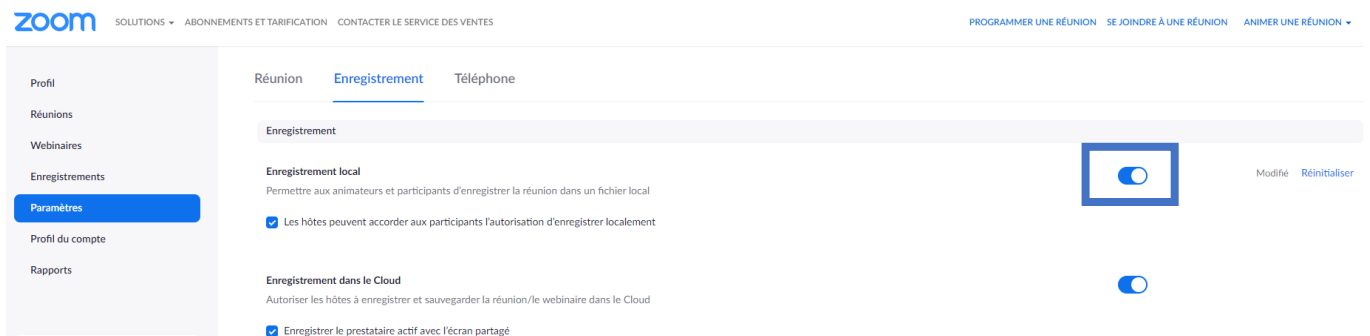 zoom SOLUTIONS ABONNEMENTS ET TARIFICATION CONTACTER LE SERVICE DES VENTES PROGRAMMER UNE RÉUNION SE JOINDRE À UNE RÉUNION ANIMER UNE RÉUNION
Profil
Réunions
Webinaires
Enregistrements
Paramètres
Profil du compte
Rapports
Réunion Enregistrement Téléphone
Enregistrement
Enregistrement local
Modifié Réinitialiser
Permettre aux animateurs et participants d'enregistrer la réunion dans un fichier local
Les hôtes peuvent accorder aux participants l'autorisation d'enregistrer localement
Enregistrement dans le Cloud
Autoriser les hôtes à enregistrer et sauvegarder la réunion/le webinaire dans le Cloud
Enregistrer le prestataire actif avec l'écran partagé